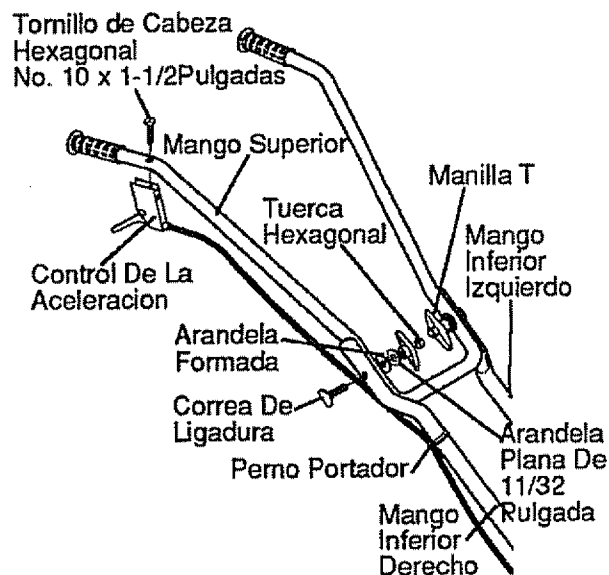 Tornillo de Cabeza
Hexagonal
No. 10 x 1-1/2Pulgadas
Mango Superior
Manilla T
Tuerca
Hexagonal
Mango
Inferior
Izquierdo
Control De La
Aceleracion
Arandela
Formada
Correa De
Ligadura
Perno Portador
Arandela
Plana De
11/32
Pulgada
Mango
Inferior
Derecho